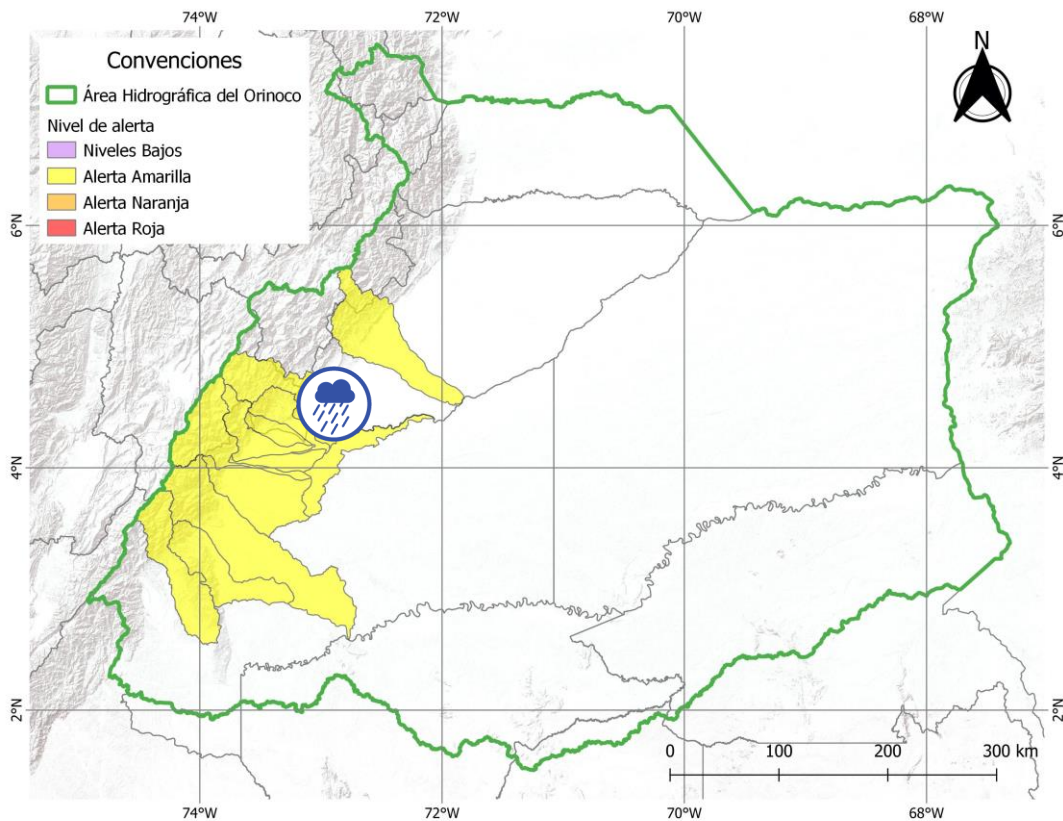 74°W 72°W 70°W 68°W
Convenciones
Área Hidrográfica del Orinoco
Nivel de alerta
Niveles Bajos
Alerta Amarilla
Alerta Naranja
Alerta Roja
N
6°N 6°N
4°N 4°N
2°N 2°N
0 100 200 300 km
74°W 72°W 70°W 68°W